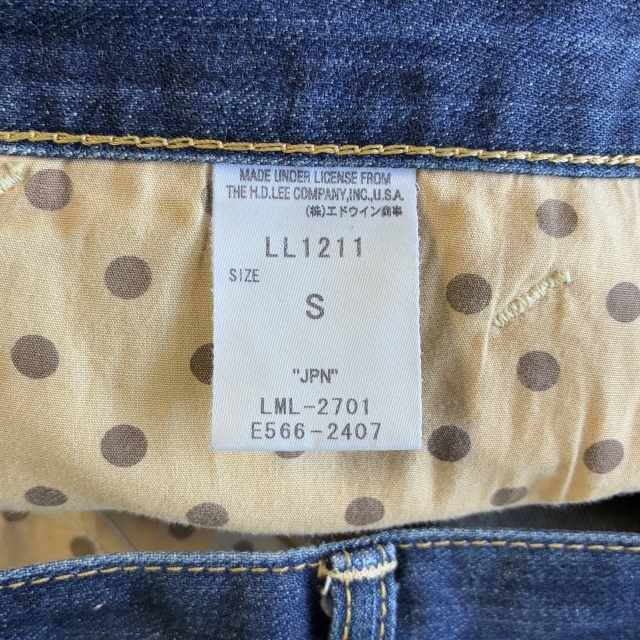 MADE UNDER LICENSE FROM
THE H.D.LEE COMPANY,INC.,U.S.A.
(株)エドウイン商事
LL1211
SIZE
S
"JPN"
LML-2701
E566-2407